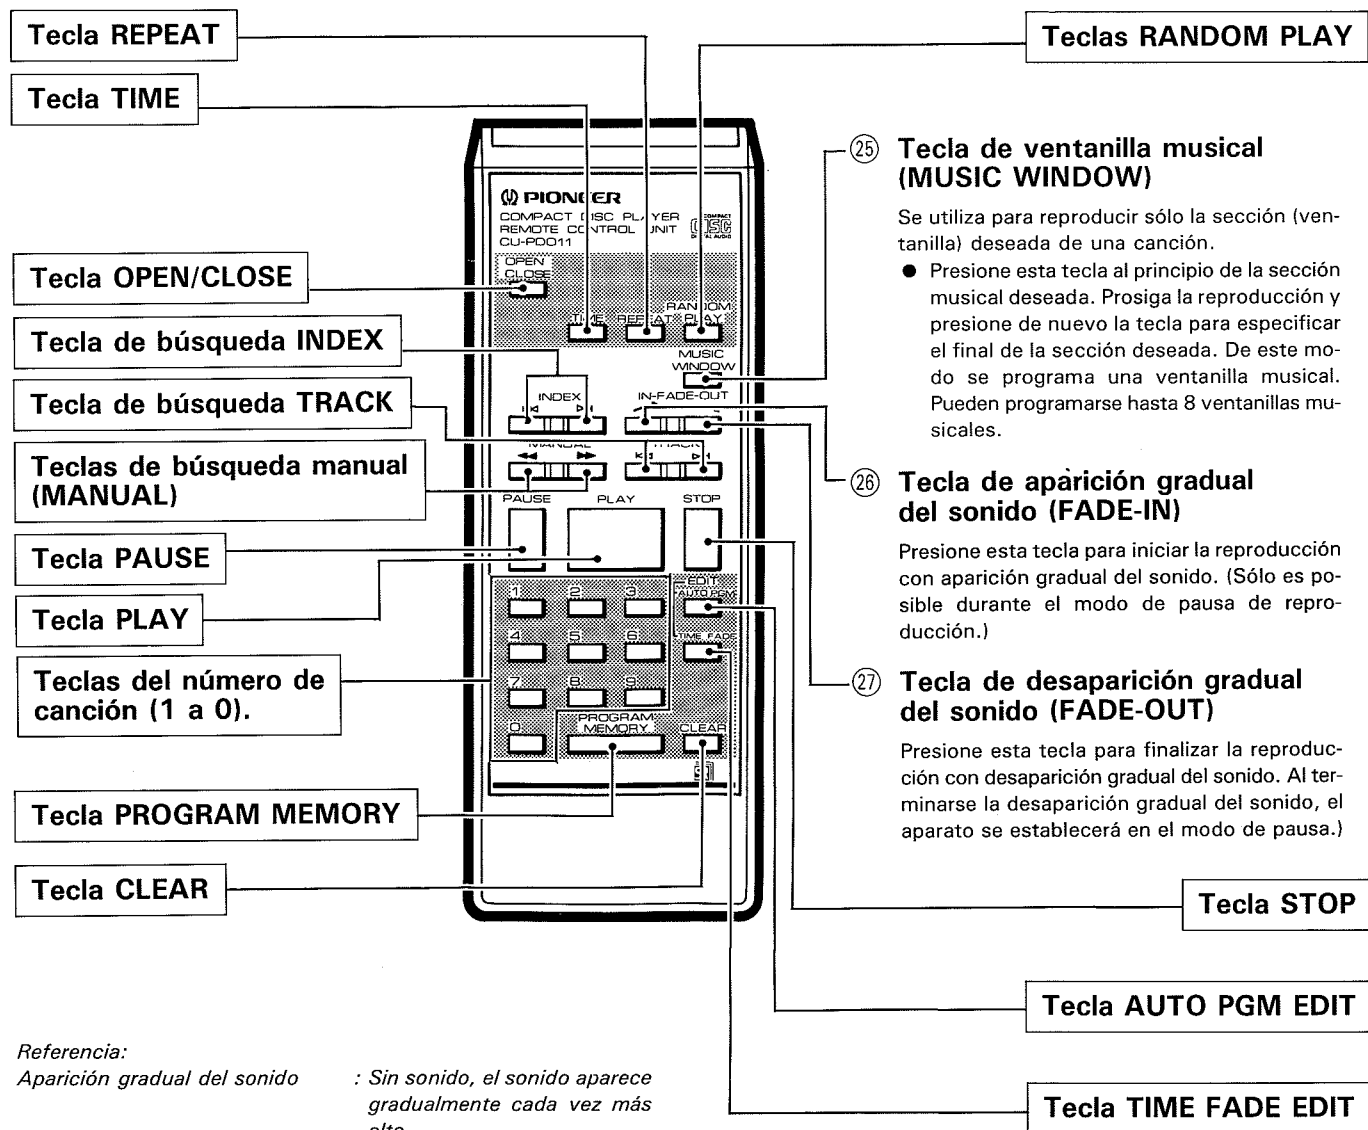 Tecla REPEAT
Tecla TIME
Tecla OPEN/CLOSE
Tecla de búsqueda INDEX
Tecla de búsqueda TRACK
Teclas de búsqueda manual
(MANUAL)
Tecla PAUSE
Tecla PLAY
Teclas del número de
canción (1 a 0).
Tecla PROGRAM MEMORY
Tecla CLEAR
PIONEER
COMPACT DISC PLAYER
REMOTE CONTROL UNIT
CU-PD011
COMPACT
DISC
DIGITAL AUDIO
OPEN
CLOSE
RANDOM
TIME REPEAT PLAY
MUSIC
WINDOW
INDEX IN-FADE-OUT
MANUAL TRACK
PAUSE PLAY STOP
EDIT
1 2 3 AUTO PGM
4 5 6 TIME FADE
7 8 9
PROGRAM
0 MEMORY CLEAR
Teclas RANDOM PLAY
25 Tecla de ventanilla musical
(MUSIC WINDOW)
Se utiliza para reproducir sólo la sección (ven-
tanilla) deseada de una canción.
● Presione esta tecla al principio de la sección
musical deseada. Prosiga la reproducción y
presione de nuevo la tecla para especificar
el final de la sección deseada. De este mo-
do se programa una ventanilla musical.
Pueden programarse hasta 8 ventanillas mu-
sicales.
26 Tecla de aparición gradual
del sonido (FADE-IN)
Presione esta tecla para iniciar la reproducción
con aparición gradual del sonido. (Sólo es po-
sible durante el modo de pausa de repro-
ducción.)
27 Tecla de desaparición gradual
del sonido (FADE-OUT)
Presione esta tecla para finalizar la reproduc-
ción con desaparición gradual del sonido. Al ter-
minarse la desaparición gradual del sonido, el
aparato se establecerá en el modo de pausa.)
Tecla STOP
Tecla AUTO PGM EDIT
Tecla TIME FADE EDIT
Referencia:
Aparición gradual del sonido : Sin sonido, el sonido aparece
gradualmente cada vez más